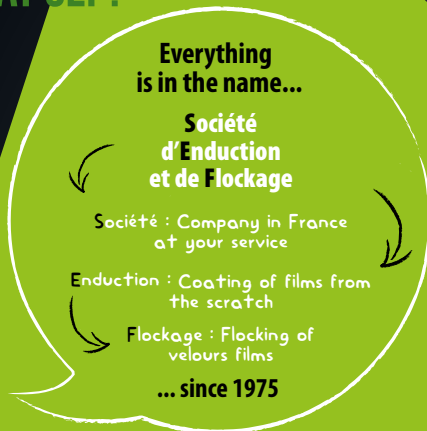 Everything
is in the name...
Société
d'Enduction
et de Flockage
Société : Company in France
at your service
Enduction : Coating of films from
the scratch
Flockage : Flocking of
velours films
... since 1975